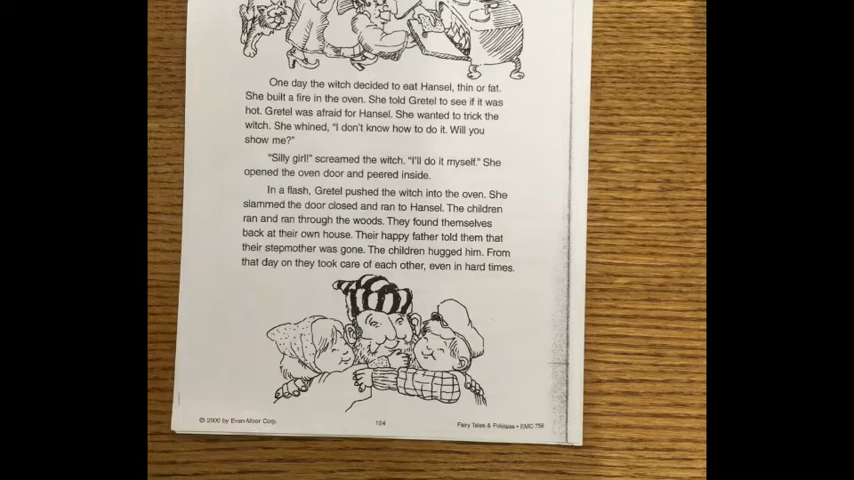 One day the witch decided to eat Hansel, thin or fat.
She built a fire in the oven. She told Gretel to see if it was
hot. Gretel was afraid for Hansel. She wanted to trick the
witch. She whined, “I don’t know how to do it. Will you
show me?”
“Silly girl!” screamed the witch. “I’ll do it myself.” She
opened the oven door and peered inside.
In a flash, Gretel pushed the witch into the oven. She
slammed the door closed and ran to Hansel. The children
ran and ran through the woods. They found themselves
back at their own house. Their happy father told them that
their stepmother was gone. The children hugged him. From
that day on they took care of each other, even in hard times.
© 2000 by Evan-Moor Corp.
124
Fairy Tales & Folktales • EMC 756